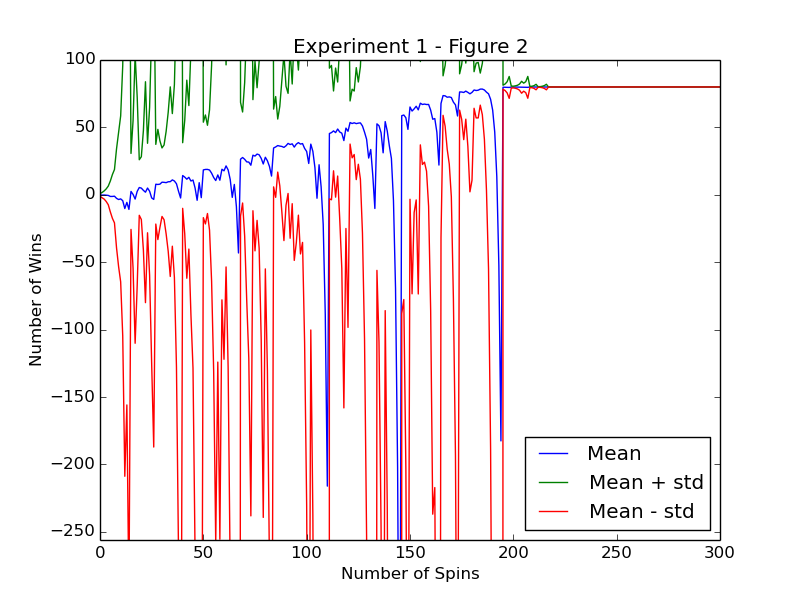 Experiment 1 - Figure 2
100
50
0
−50
−100
−150
−200
−250
Number of Wins
0
50
100
150
200
250
300
Number of Spins
Mean
Mean + std
Mean - std